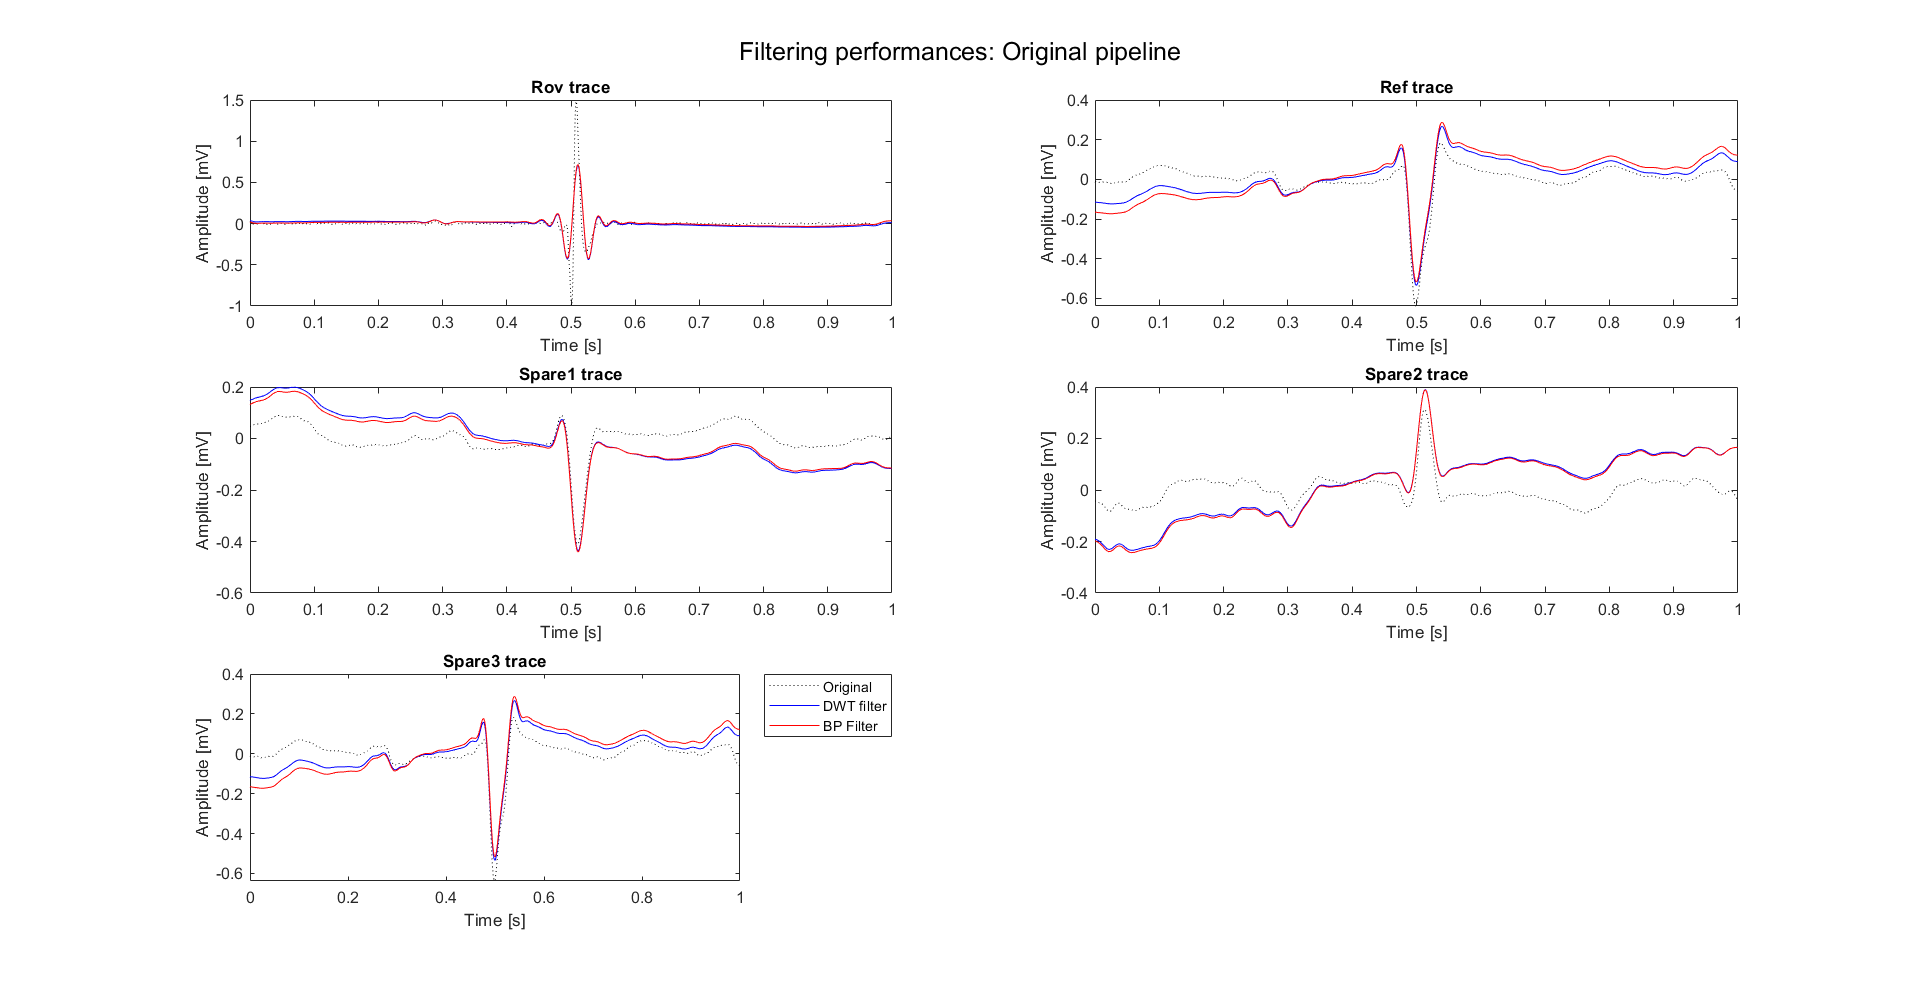 Filtering performances: Original pipeline
Rov trace
1.5
1
0.5
0
-0.5
-1
Amplitude [mV]
0 0.1 0.2 0.3 0.4 0.5 0.6 0.7 0.8 0.9 1
Time [s]
Ref trace
0.4
0.2
0
-0.2
-0.4
-0.6
Amplitude [mV]
0 0.1 0.2 0.3 0.4 0.5 0.6 0.7 0.8 0.9 1
Time [s]
Spare1 trace
0.2
0
-0.2
-0.4
-0.6
Amplitude [mV]
0 0.1 0.2 0.3 0.4 0.5 0.6 0.7 0.8 0.9 1
Time [s]
Spare2 trace
0.4
0.2
0
-0.2
-0.4
Amplitude [mV]
0 0.1 0.2 0.3 0.4 0.5 0.6 0.7 0.8 0.9 1
Time [s]
Spare3 trace
0.4
0.2
0
-0.2
-0.4
-0.6
Amplitude [mV]
0 0.2 0.4 0.6 0.8 1
Time [s]
Original
DWT filter
BP Filter